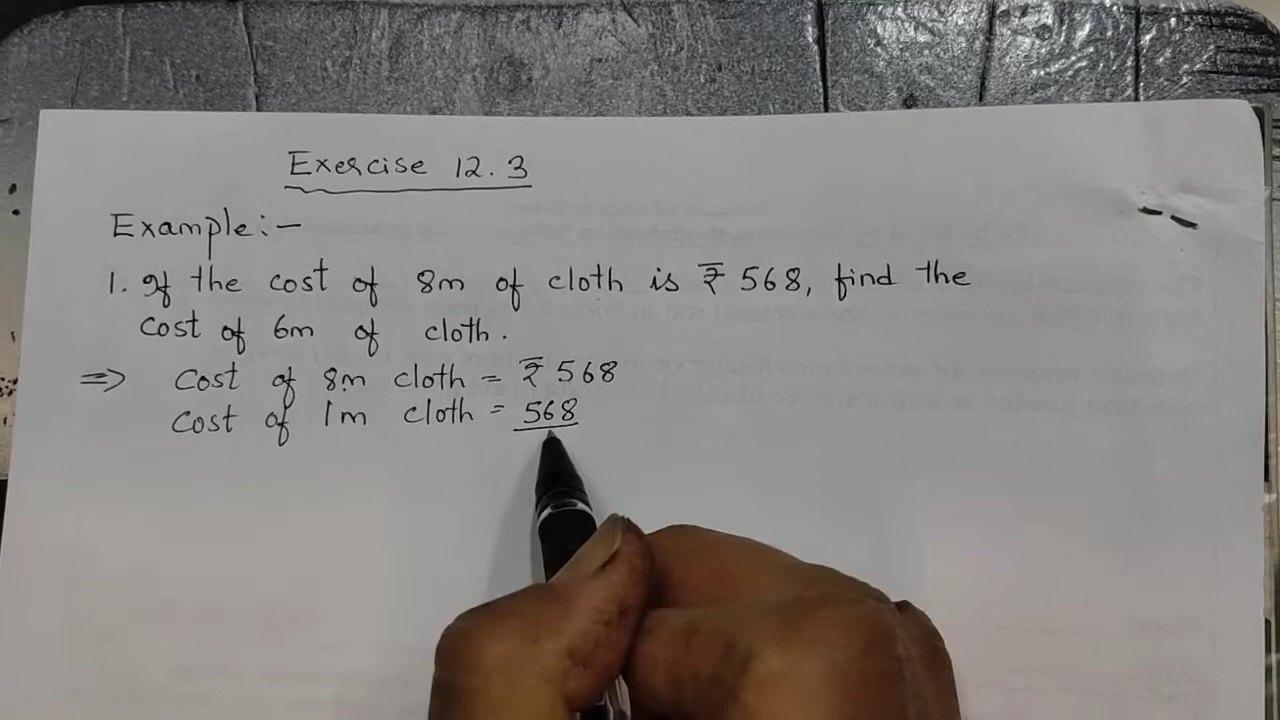 Exercise 12.3
Example:-
1. If the cost of 8m of cloth is ₹ 568, find the
cost of 6m of cloth.
⇒ Cost of 8m cloth = ₹ 568
Cost of 1m cloth = 568